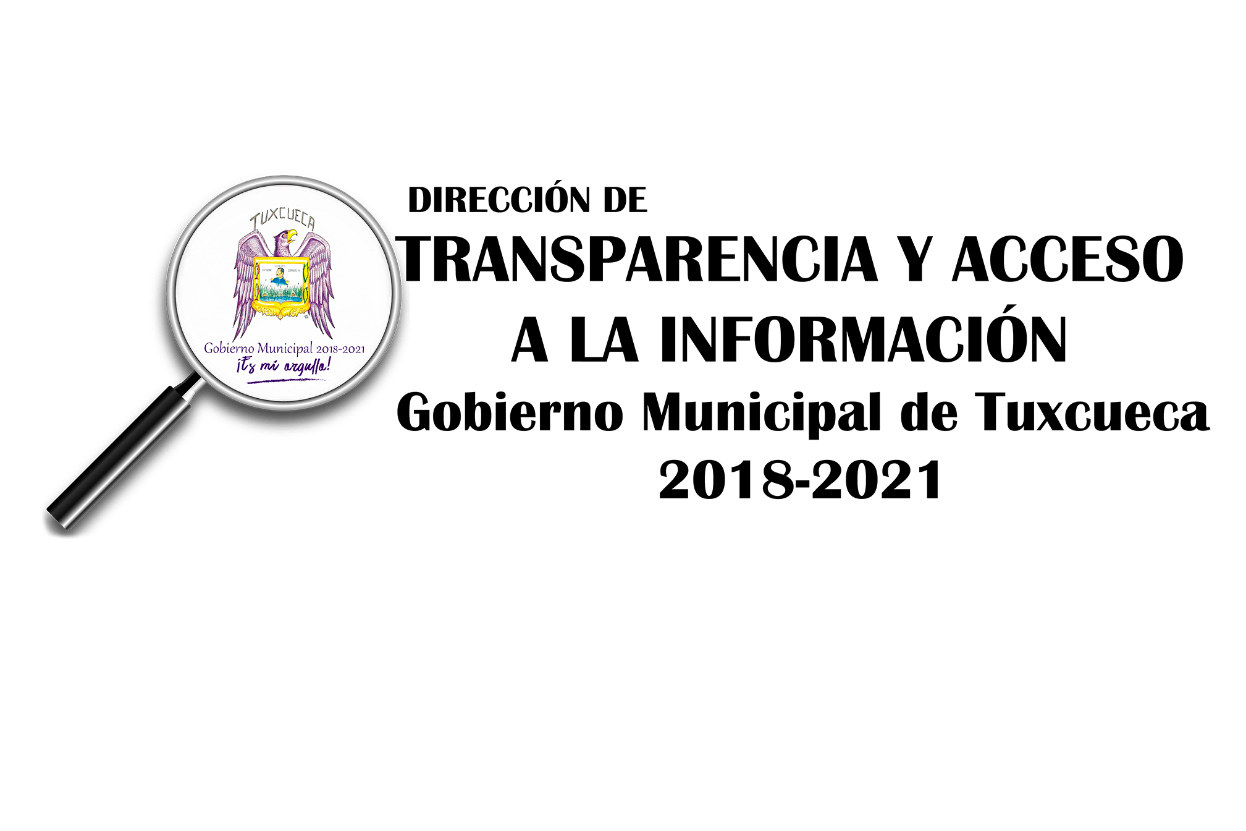 TUXCUECA
Gobierno Municipal 2018-2021
¡Es mi orgullo!
DIRECCIÓN DE
TRANSPARENCIA Y ACCESO
A LA INFORMACIÓN
Gobierno Municipal de Tuxcueca
2018-2021